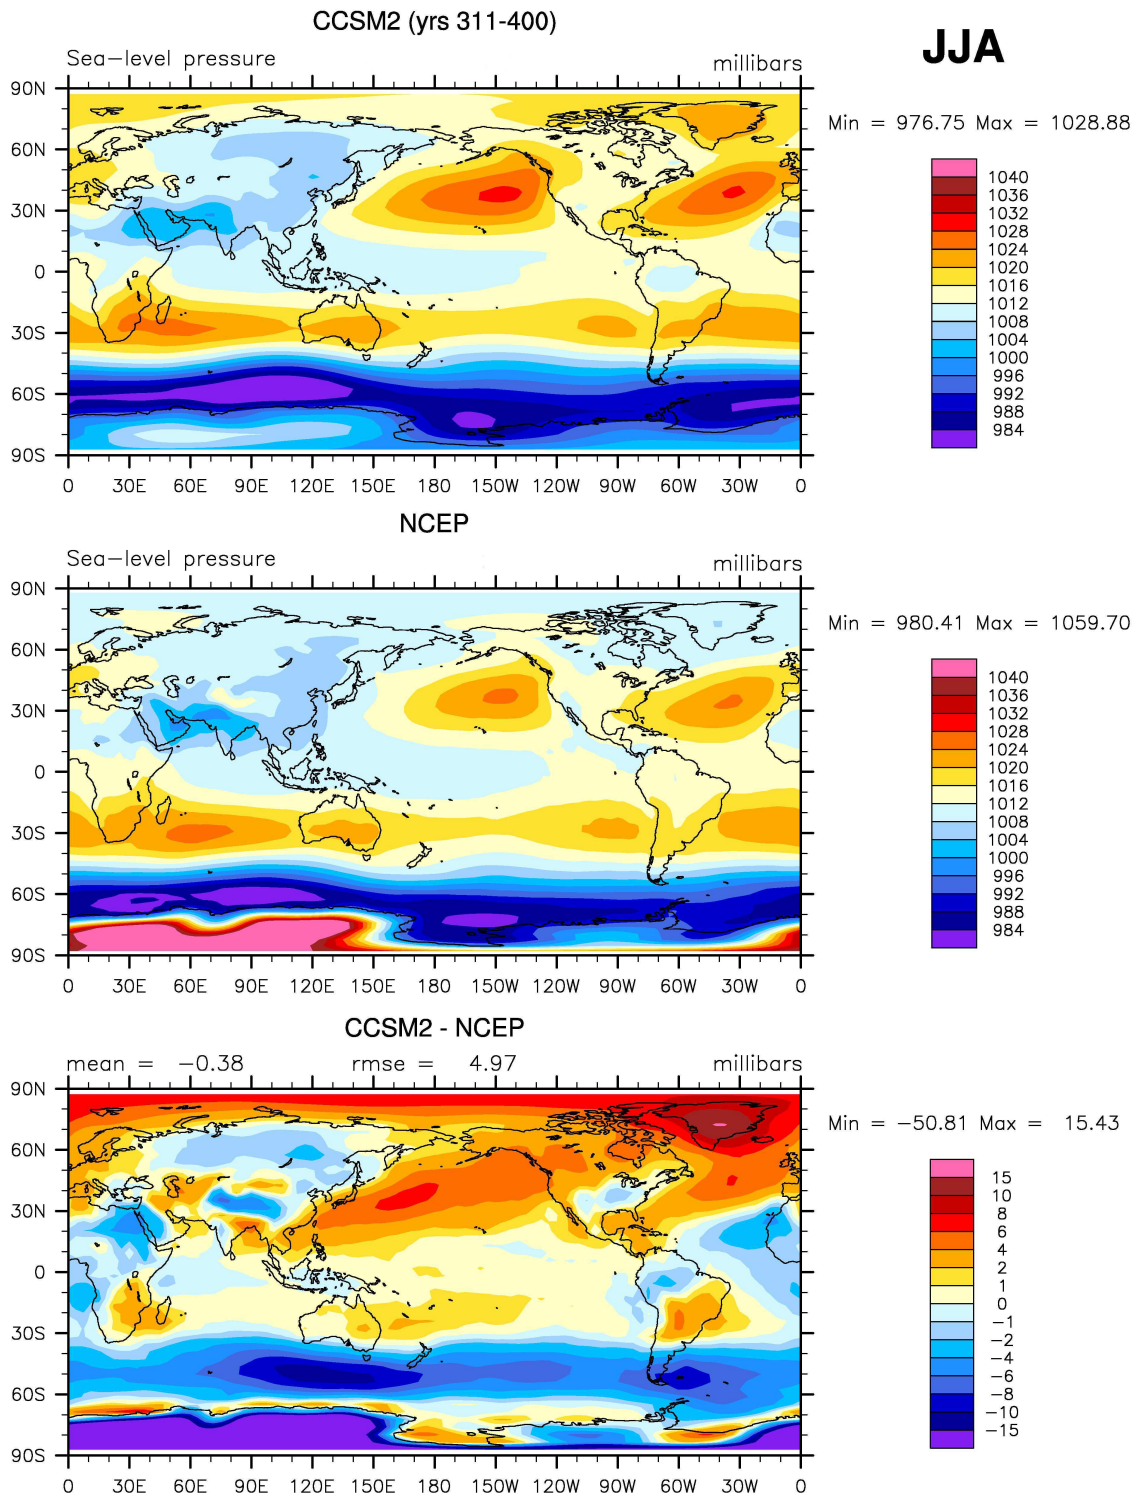 CCSM2 (yrs 311-400)
JJA
Sea-level pressure millibars
Min = 976.75 Max = 1028.88
90N
60N
30N
0
30S
60S
90S
0 30E 60E 90E 120E 150E 180 150W 120W 90W 60W 30W 0
1040
1036
1032
1028
1024
1020
1016
1012
1008
1004
1000
996
992
988
984
NCEP
Sea-level pressure millibars
Min = 980.41 Max = 1059.70
90N
60N
30N
0
30S
60S
90S
0 30E 60E 90E 120E 150E 180 150W 120W 90W 60W 30W 0
1040
1036
1032
1028
1024
1020
1016
1012
1008
1004
1000
996
992
988
984
CCSM2 - NCEP
mean = -0.38 rmse = 4.97 millibars
Min = -50.81 Max = 15.43
90N
60N
30N
0
30S
60S
90S
0 30E 60E 90E 120E 150E 180 150W 120W 90W 60W 30W 0
15
10
8
6
4
2
1
0
-1
-2
-4
-6
-8
-10
-15